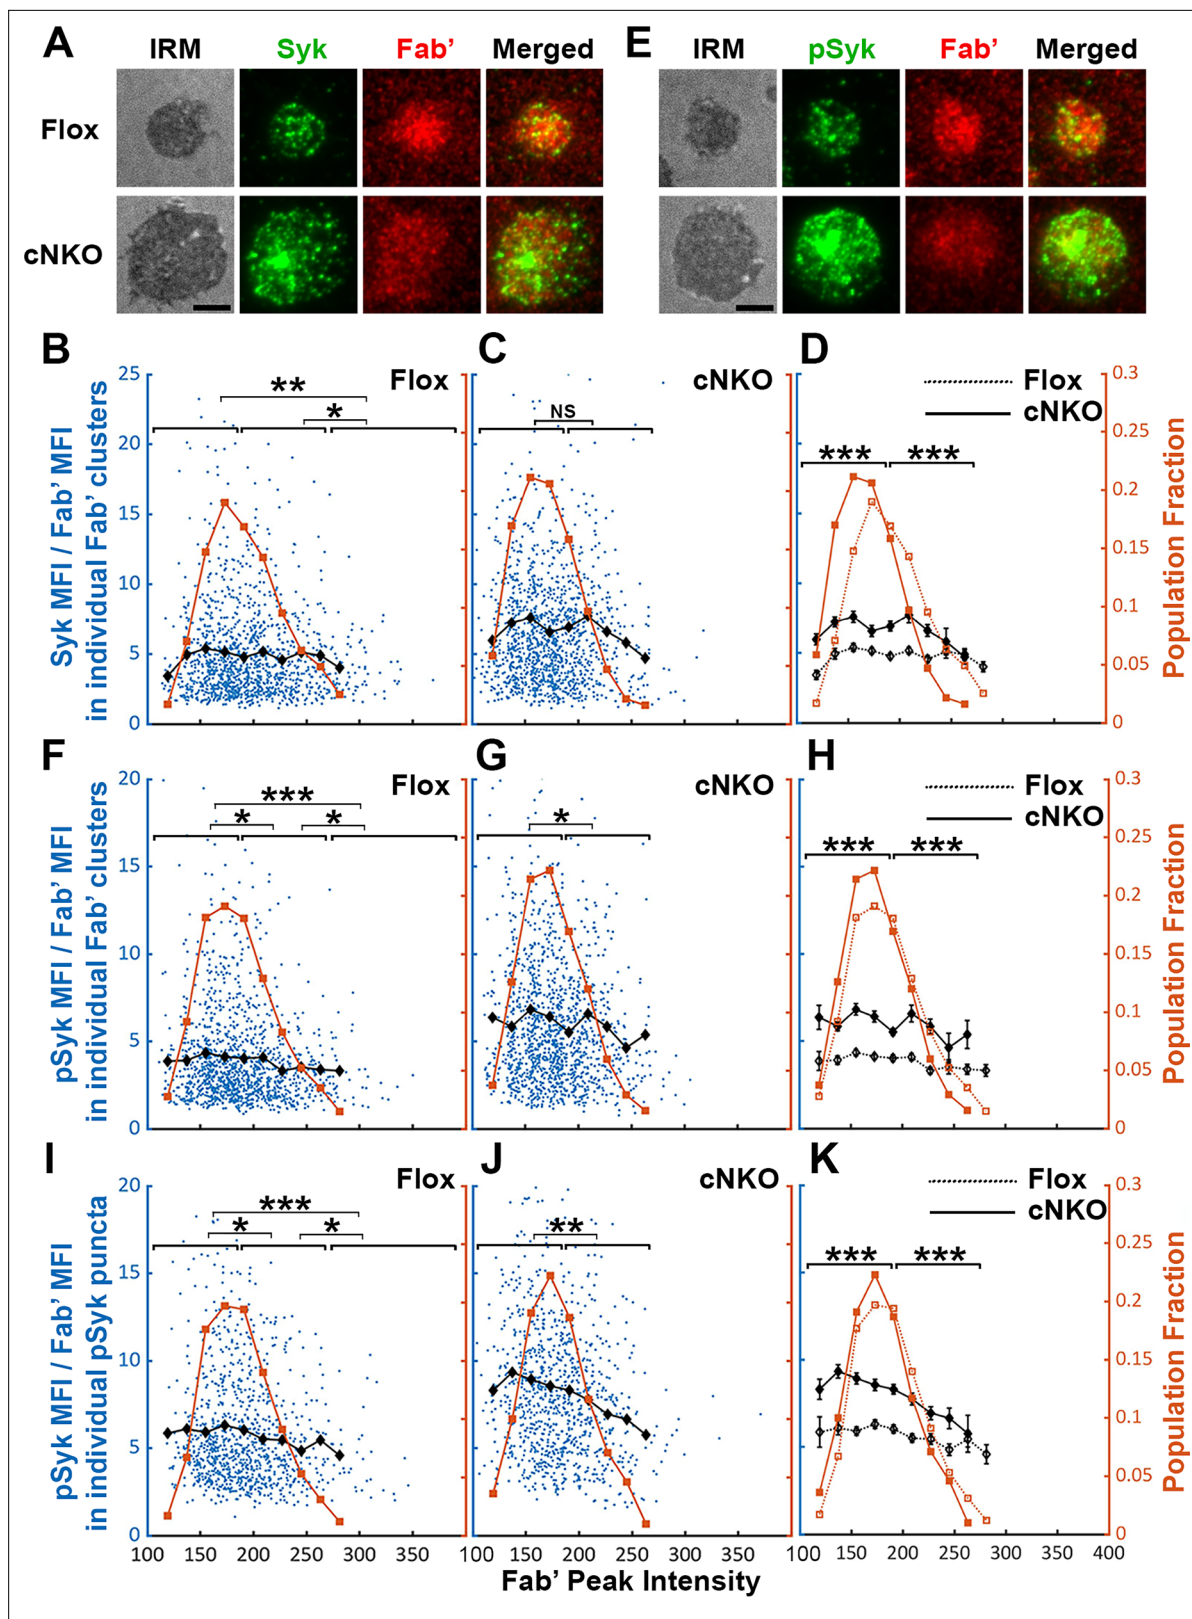 A IRM Syk Fab’ Merged E IRM pSyk Fab’ Merged
Flox
cNKO
B C D
Syk MFI / Fab’ MFI
in individual Fab’ clusters
25
20
15
10
5
0
Flox
**
*
cNKO
NS
Flox
cNKO
*** ***
0.3
0.25
0.2
0.15
0.1
0.05
0
Population Fraction
F G H
pSyk MFI / Fab’ MFI
in individual Fab’ clusters
20
15
10
5
0
Flox
***
* *
cNKO
*
Flox
cNKO
*** ***
0.3
0.25
0.2
0.15
0.1
0.05
0
Population Fraction
I J K
pSyk MFI / Fab’ MFI
in individual pSyk puncta
20
15
10
5
0
Flox
***
* *
cNKO
**
Flox
cNKO
*** ***
0.3
0.25
0.2
0.15
0.1
0.05
0
Population Fraction
100 150 200 250 300 350 100 150 200 250 300 350 100 150 200 250 300 350 400
Fab’ Peak Intensity